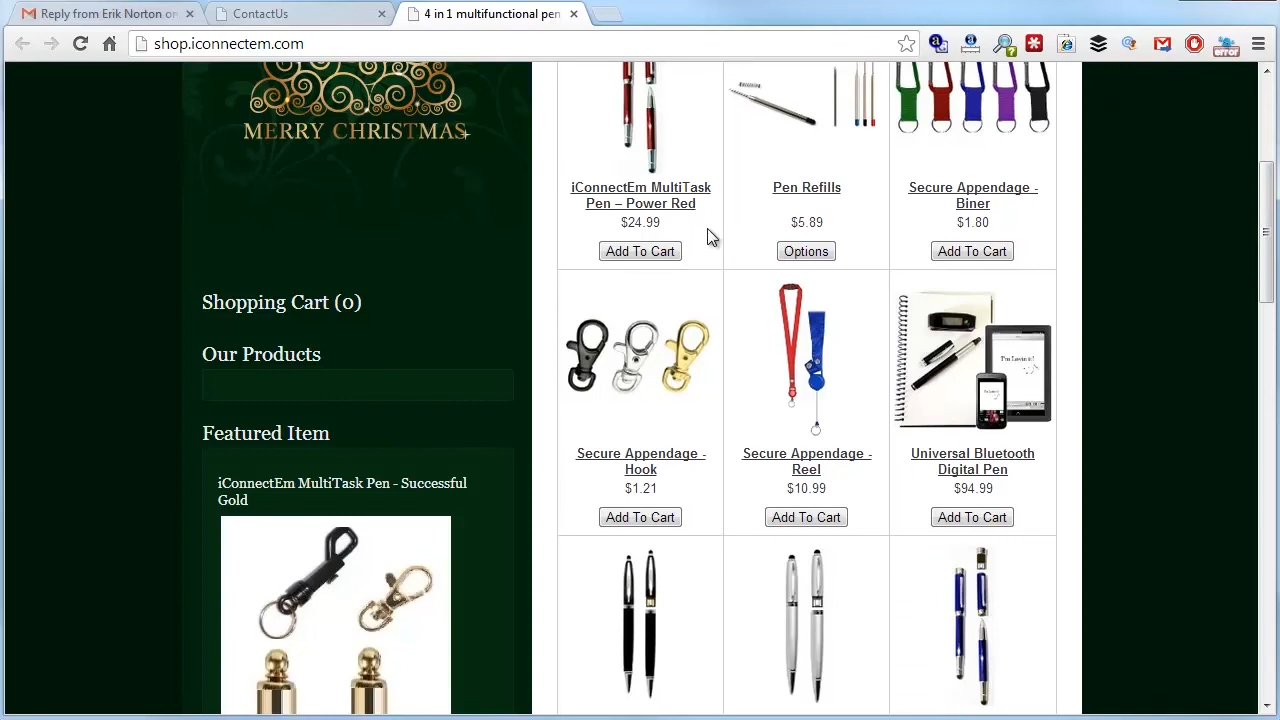 Reply from Erik Norton on
ContactUs
4 in 1 multifunctional pen
shop.iconnectem.com
error
MERRY CHRISTMAS
iConnectEm MultiTask
Pen – Power Red
$24.99
Add To Cart
Pen Refills
$5.89
Options
Secure Appendage -
Biner
$1.80
Add To Cart
Shopping Cart (0)
Our Products
Featured Item
iConnectEm MultiTask Pen - Successful
Gold
I'm Lovin it!
Secure Appendage -
Hook
$1.21
Add To Cart
Secure Appendage -
Reel
$10.99
Add To Cart
Universal Bluetooth
Digital Pen
$94.99
Add To Cart